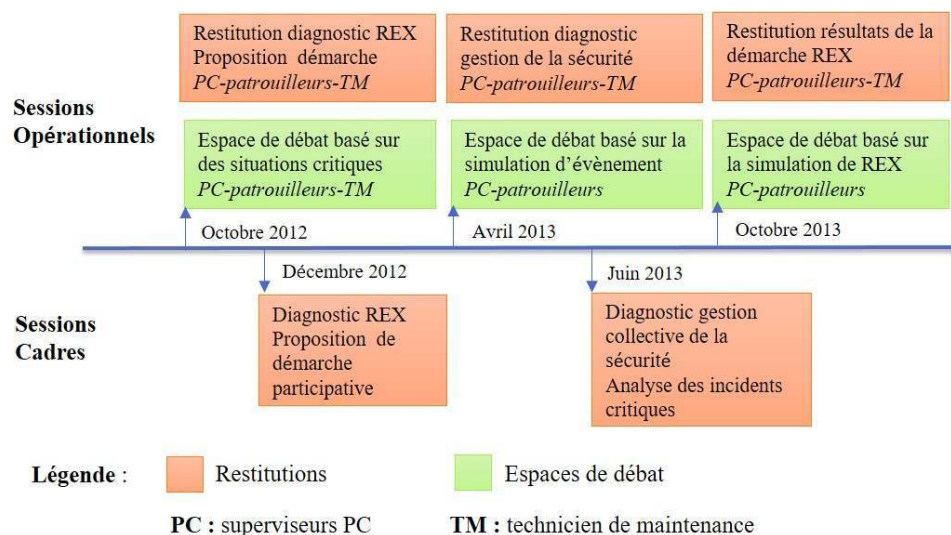 Restitution diagnostic REX
Proposition démarche
PC-patrouilleurs-TM
Restitution diagnostic
gestion de la sécurité
PC-patrouilleurs-TM
Restitution résultats de la
démarche REX
PC-patrouilleurs-TM
Sessions
Opérationnels
Espace de débat basé sur
des situations critiques
PC-patrouilleurs-TM
Espace de débat basé sur la
simulation d'évènement
PC-patrouilleurs
Espace de débat basé sur
la simulation de REX
PC-patrouilleurs
Octobre 2012
Avril 2013
Octobre 2013
Décembre 2012
Juin 2013
Sessions
Cadres
Diagnostic REX
Proposition de
démarche
participative
Diagnostic gestion
collective de la
sécurité
Analyse des incidents
critiques
Légende :
Restitutions
Espaces de débat
PC : superviseurs PC
TM : technicien de maintenance